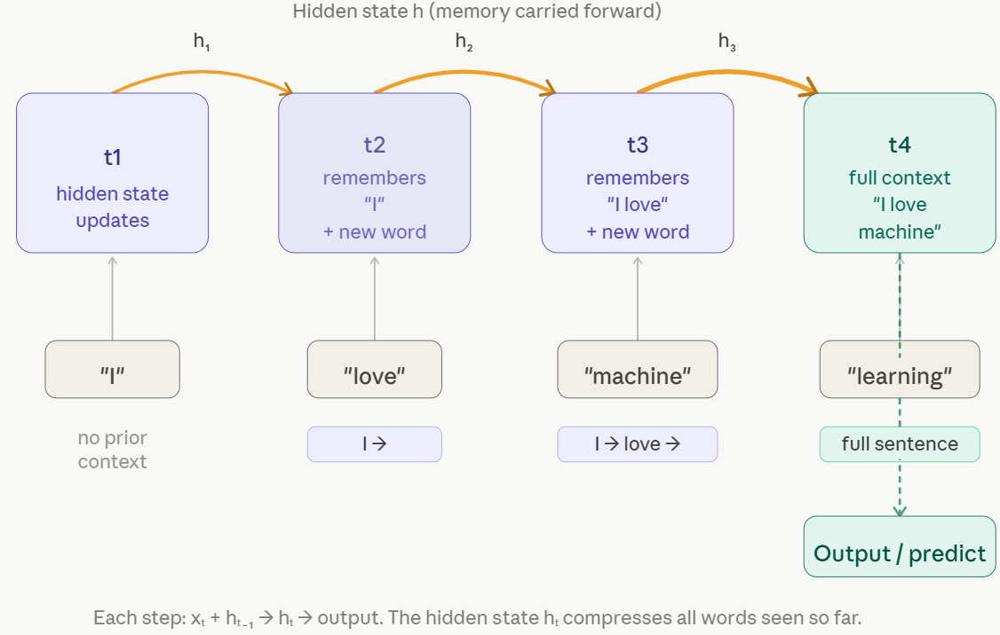 Hidden state h (memory carried forward)
h₁
h₂
h₃
t1
hidden state
updates
t2
remembers
"I"
+ new word
t3
remembers
"I love"
+ new word
t4
full context
"I love
machine"
"I"
"love"
"machine"
"learning"
no prior
context
I →
I → love →
full sentence
Output / predict
Each step: xₜ + hₜ₋₁ → hₜ → output. The hidden state hₜ compresses all words seen so far.